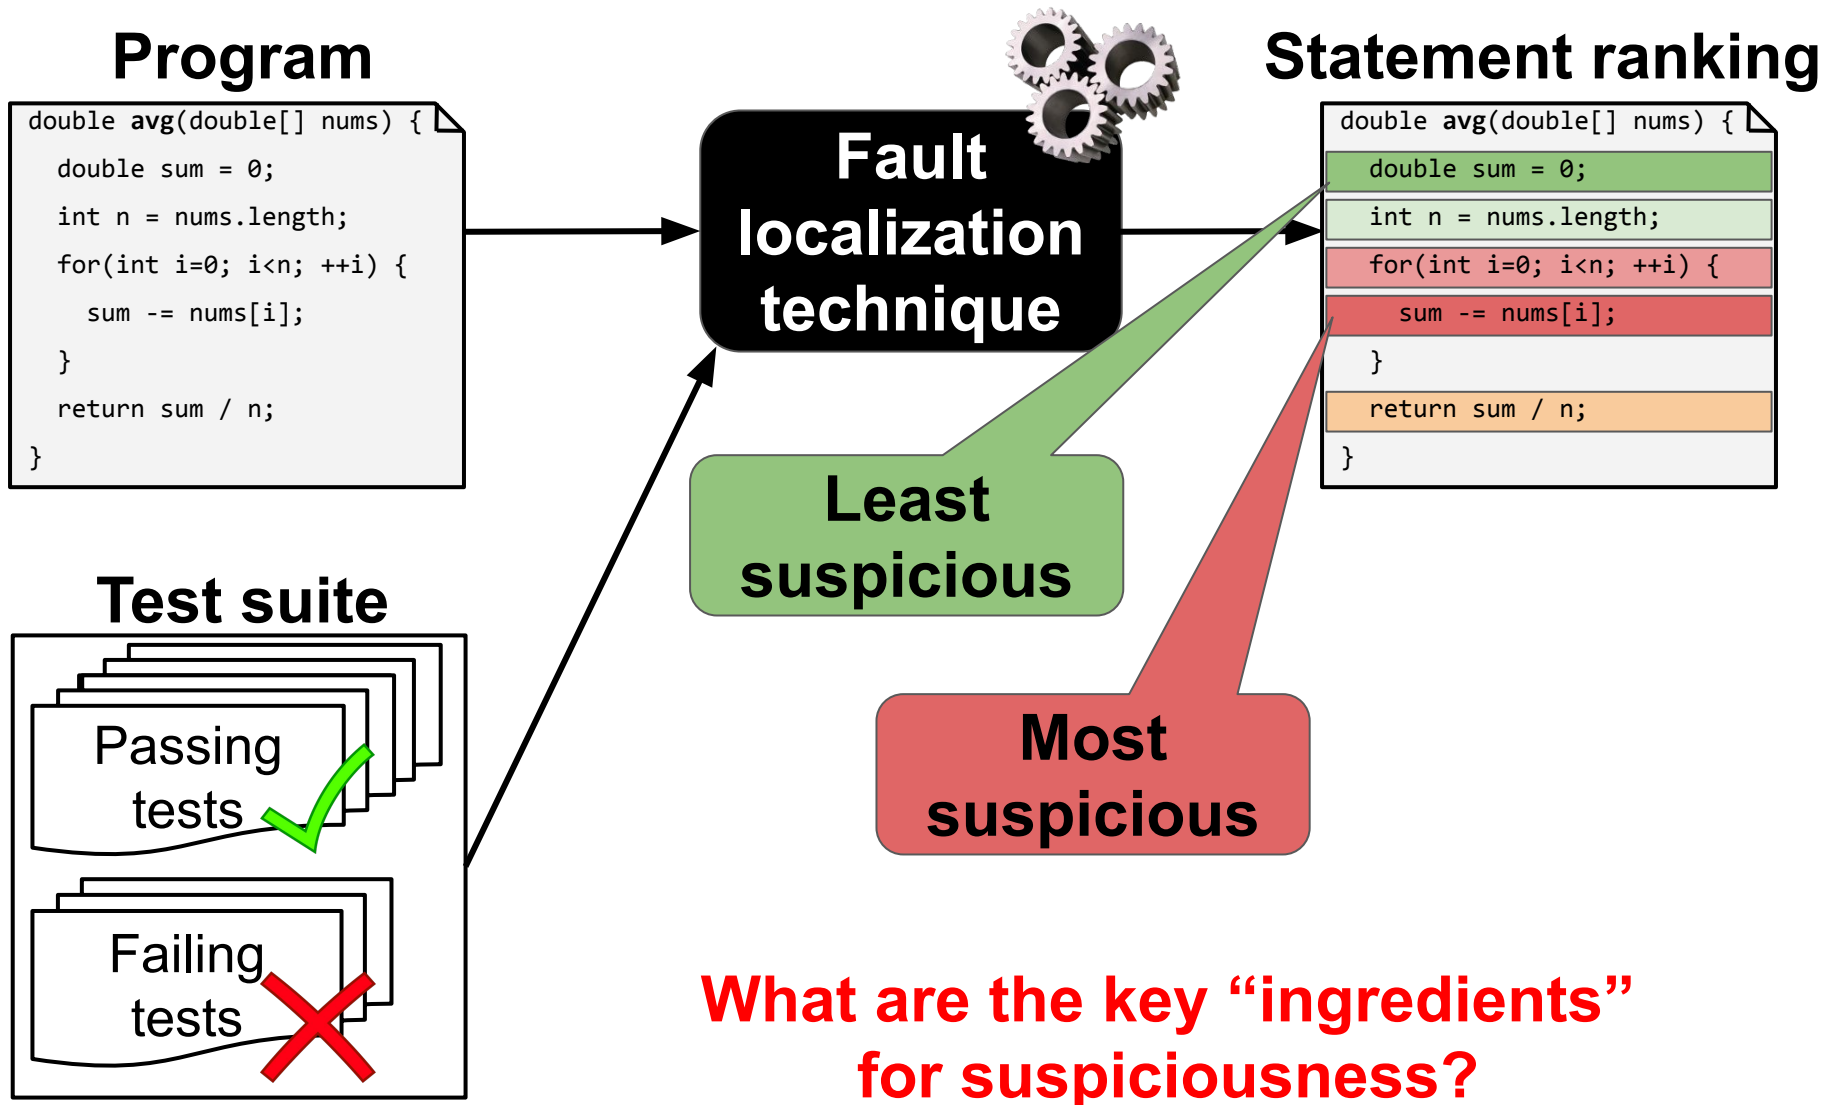 Program
double avg(double[] nums) {
double sum = 0;
int n = nums.length;
for(int i=0; i<n; ++i) {
sum -= nums[i];
}
return sum / n;
}
Test suite
Passing
tests
Failing
tests
Fault
localization
technique
Least
suspicious
Most
suspicious
Statement ranking
double avg(double[] nums) {
double sum = 0;
int n = nums.length;
for(int i=0; i<n; ++i) {
sum -= nums[i];
}
return sum / n;
}
What are the key “ingredients”
for suspiciousness?